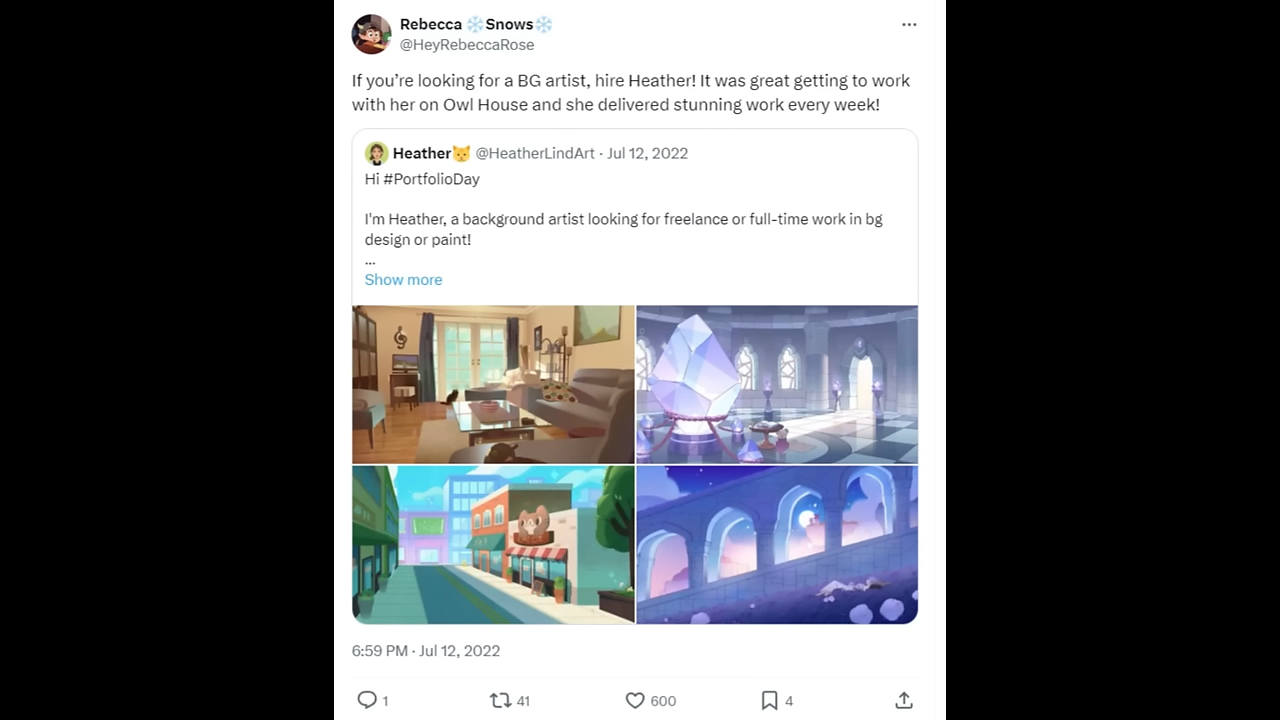 Rebecca ❄️Snows❄️
@HeyRebeccaRose
If you’re looking for a BG artist, hire Heather! It was great getting to work
with her on Owl House and she delivered stunning work every week!
Heather🐱 @HeatherLindArt · Jul 12, 2022
Hi #PortfolioDay
I'm Heather, a background artist looking for freelance or full-time work in bg
design or paint!
...
Show more
6:59 PM · Jul 12, 2022
1 41 600 4